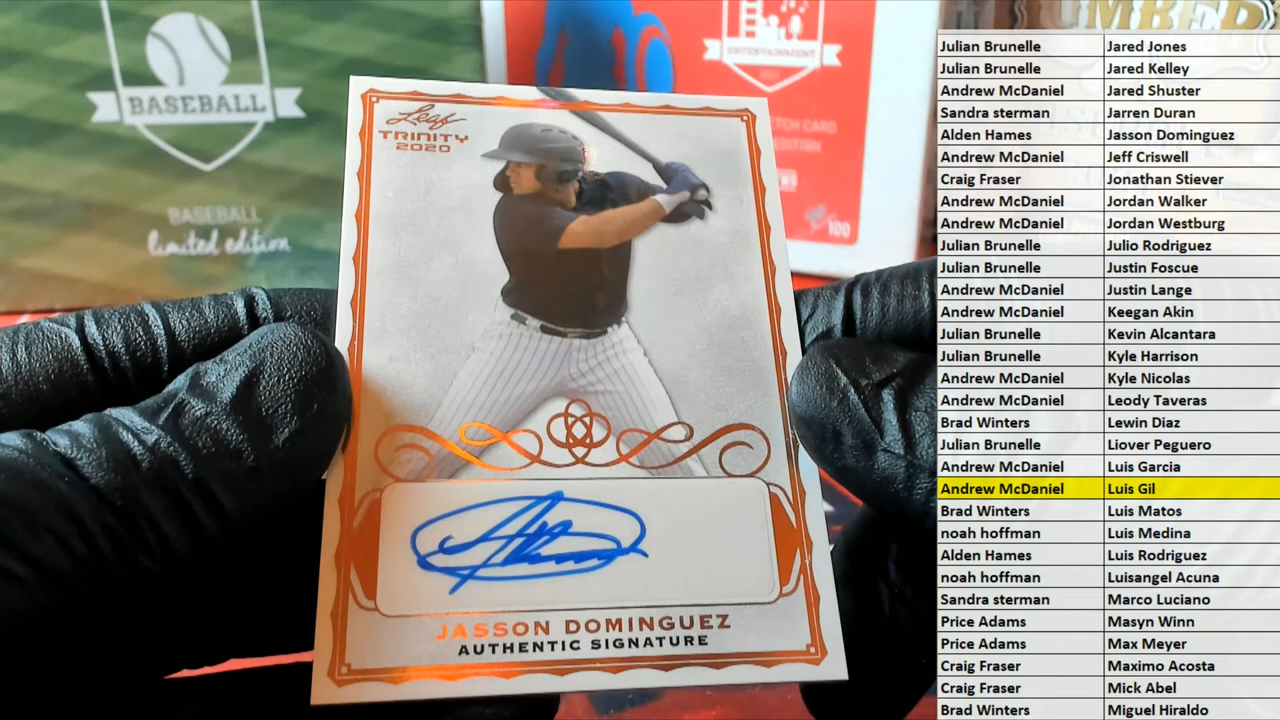 BASEBALL
BASEBALL
limited edition
ENTERTAINMENT
EDITION
100
Leaf
TRINITY
2020
JASSON DOMINGUEZ
AUTHENTIC SIGNATURE
Julian Brunelle Jared Jones
Julian Brunelle Jared Kelley
Andrew McDaniel Jared Shuster
Sandra sterman Jarren Duran
Alden Hames Jasson Dominguez
Andrew McDaniel Jeff Criswell
Craig Fraser Jonathan Stiever
Andrew McDaniel Jordan Walker
Andrew McDaniel Jordan Westburg
Julian Brunelle Julio Rodriguez
Julian Brunelle Justin Foscue
Andrew McDaniel Justin Lange
Andrew McDaniel Keegan Akin
Julian Brunelle Kevin Alcantara
Julian Brunelle Kyle Harrison
Andrew McDaniel Kyle Nicolas
Andrew McDaniel Leody Taveras
Brad Winters Lewin Diaz
Julian Brunelle Liover Peguero
Andrew McDaniel Luis Garcia
Andrew McDaniel Luis Gil
Brad Winters Luis Matos
noah hoffman Luis Medina
Alden Hames Luis Rodriguez
noah hoffman Luisangel Acuna
Sandra sterman Marco Luciano
Price Adams Masyn Winn
Price Adams Max Meyer
Craig Fraser Maximo Acosta
Craig Fraser Mick Abel
Brad Winters Miguel Hiraldo